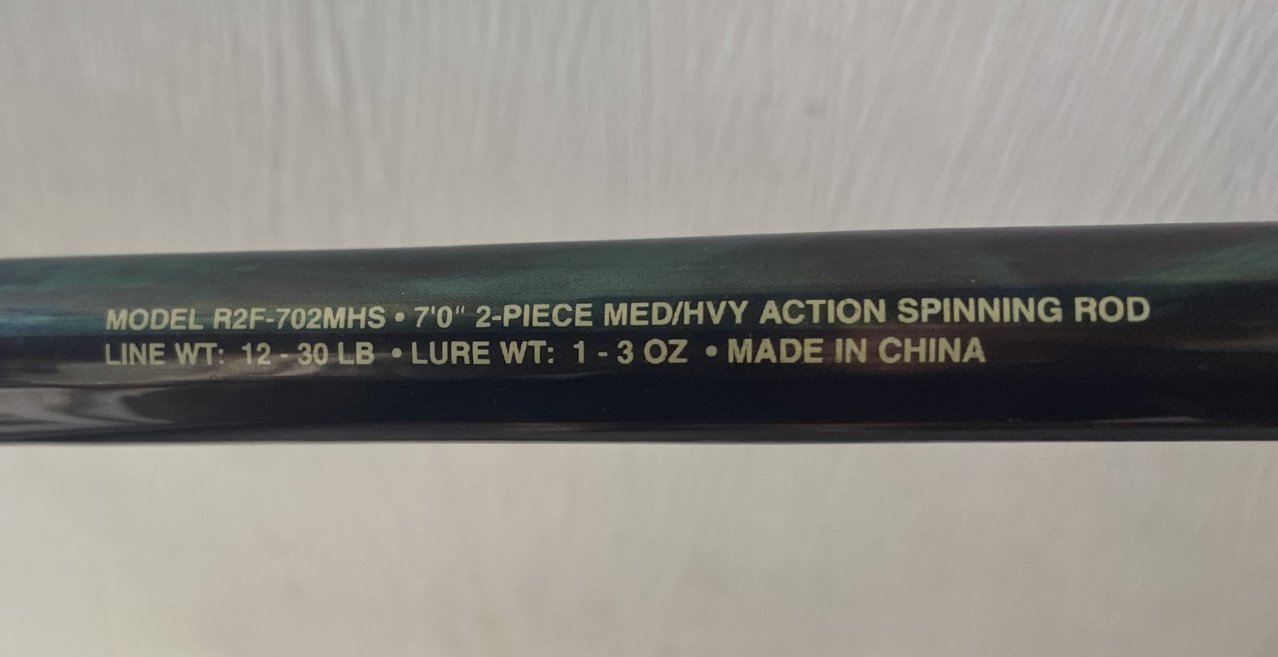 MODEL R2F-702MHS • 7'0" 2-PIECE MED/HVY ACTION SPINNING ROD
LINE WT: 12 - 30 LB • LURE WT: 1 - 3 OZ • MADE IN CHINA